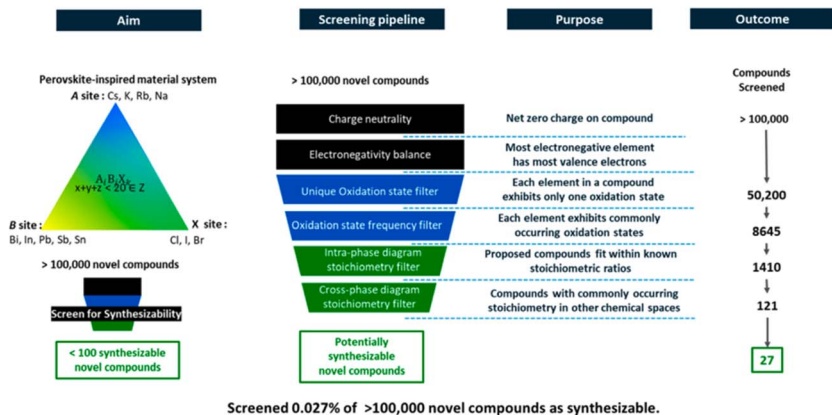 Aim
Screening pipeline
Purpose
Outcome
Perovskite-inspired material system
A site : Cs, K, Rb, Na
x+y+z < 20 ∈ Z
B site :
X site :
Bi, In, Pb, Sb, Sn
Cl, I, Br
> 100,000 novel compounds
Screen for Synthesizability
< 100 synthesizable
novel compounds
> 100,000 novel compounds
Charge neutrality
Electronegativity balance
Unique Oxidation state filter
Oxidation state frequency filter
Intra-phase diagram
stoichiometry filter
Cross-phase diagram
stoichiometry filter
Potentially
synthesizable
novel compounds
Net zero charge on compound
Most electronegative element
has most valence electrons
Each element in a compound
exhibits only one oxidation state
Each element exhibits commonly
occurring oxidation states
Proposed compounds fit within known
stoichiometric ratios
Compounds with commonly occurring
stoichiometry in other chemical spaces
Compounds
Screened
> 100,000
50,200
8645
1410
121
27
Screened 0.027% of >100,000 novel compounds as synthesizable.